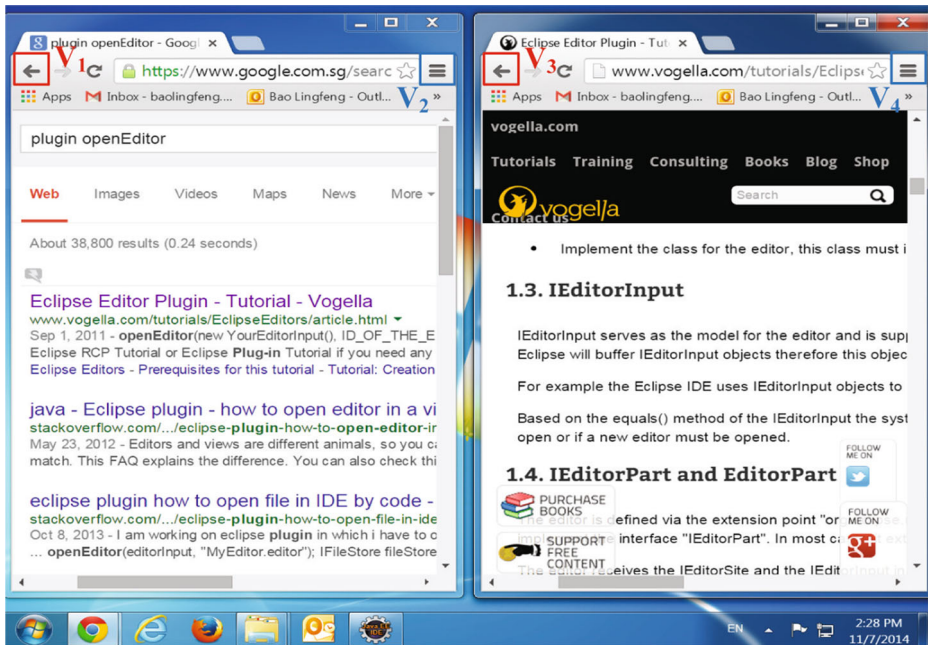 plugin openEditor - Googl ×
V1
https://www.google.com.sg/searc
Apps Inbox - baolingfeng.... Bao Lingfeng - Outl... »
V2
plugin openEditor
Web Images Videos Maps News More
About 38,800 results (0.24 seconds)
Eclipse Editor Plugin - Tutorial - Vogella
www.vogella.com/tutorials/EclipseEditors/article.html
Sep 1, 2011 - openEditor(new YourEditorInput(), ID_OF_THE_E
Eclipse RCP Tutorial or Eclipse Plug-in Tutorial if you need any
Eclipse Editors - Prerequisites for this tutorial - Tutorial: Creation
java - Eclipse plugin - how to open editor in a vi
stackoverflow.com/.../eclipse-plugin-how-to-open-editor-in
May 23, 2012 - Editors and views are different animals, so you ca
match. This FAQ explains the difference. You can also check thi
eclipse plugin how to open file in IDE by code -
stackoverflow.com/.../eclipse-plugin-how-to-open-file-in-ide
Oct 8, 2013 - I am working on eclipse plugin in which i have to o
... openEditor(editorInput, "MyEditor.editor"); IFileStore fileStore
Eclipse Editor Plugin - Tut ×
V3
www.vogella.com/tutorials/Eclips
Apps Inbox - baolingfeng.... Bao Lingfeng - Outl... »
V4
vogella.com
Tutorials Training Consulting Books Blog Shop
Search
vogella
Contact us
• Implement the class for the editor, this class must i
1.3. IEditorInput
IEditorInput serves as the model for the editor and is supp
Eclipse will buffer IEditorInput objects therefore this objec
For example the Eclipse IDE uses IEditorInput objects to
Based on the equals() method of the IEditorInput the syst
open or if a new editor must be opened.
FOLLOW
ME ON
1.4. IEditorPart and EditorPart
PURCHASE
BOOKS
The editor is defined via the extension point "org
FOLLOW
ME ON
the interface "IEditorPart". In most ca
SUPPORT
FREE
CONTENT
The editor receives the IEditorSite and the IEditorInput in
Java EE
IDE
EN
2:28 PM
11/7/2014